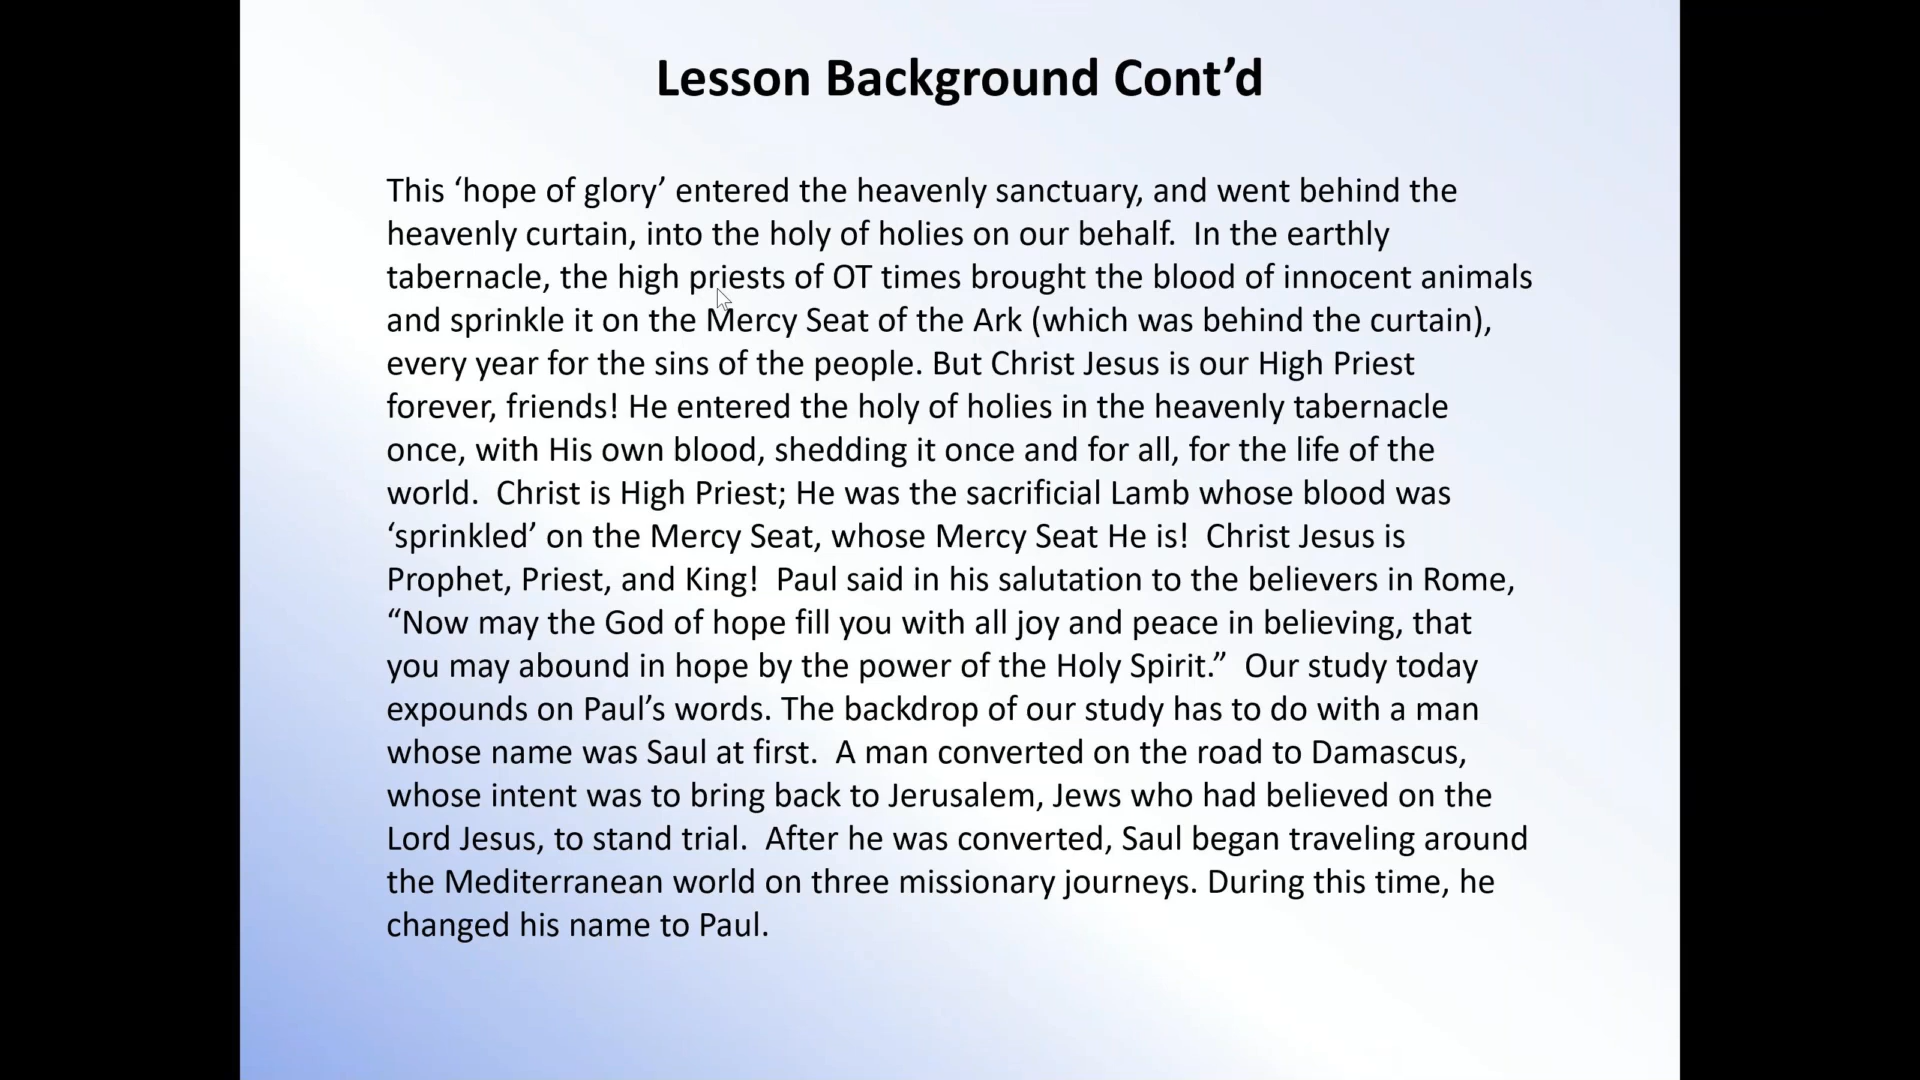 Lesson Background Cont’d
This ‘hope of glory’ entered the heavenly sanctuary, and went behind the
heavenly curtain, into the holy of holies on our behalf.  In the earthly
tabernacle, the high priests of OT times brought the blood of innocent animals
and sprinkle it on the Mercy Seat of the Ark (which was behind the curtain),
every year for the sins of the people. But Christ Jesus is our High Priest
forever, friends! He entered the holy of holies in the heavenly tabernacle
once, with His own blood, shedding it once and for all, for the life of the
world.  Christ is High Priest; He was the sacrificial Lamb whose blood was
‘sprinkled’ on the Mercy Seat, whose Mercy Seat He is!  Christ Jesus is
Prophet, Priest, and King!  Paul said in his salutation to the believers in Rome,
“Now may the God of hope fill you with all joy and peace in believing, that
you may abound in hope by the power of the Holy Spirit.”  Our study today
expounds on Paul’s words. The backdrop of our study has to do with a man
whose name was Saul at first.  A man converted on the road to Damascus,
whose intent was to bring back to Jerusalem, Jews who had believed on the
Lord Jesus, to stand trial.  After he was converted, Saul began traveling around
the Mediterranean world on three missionary journeys. During this time, he
changed his name to Paul.